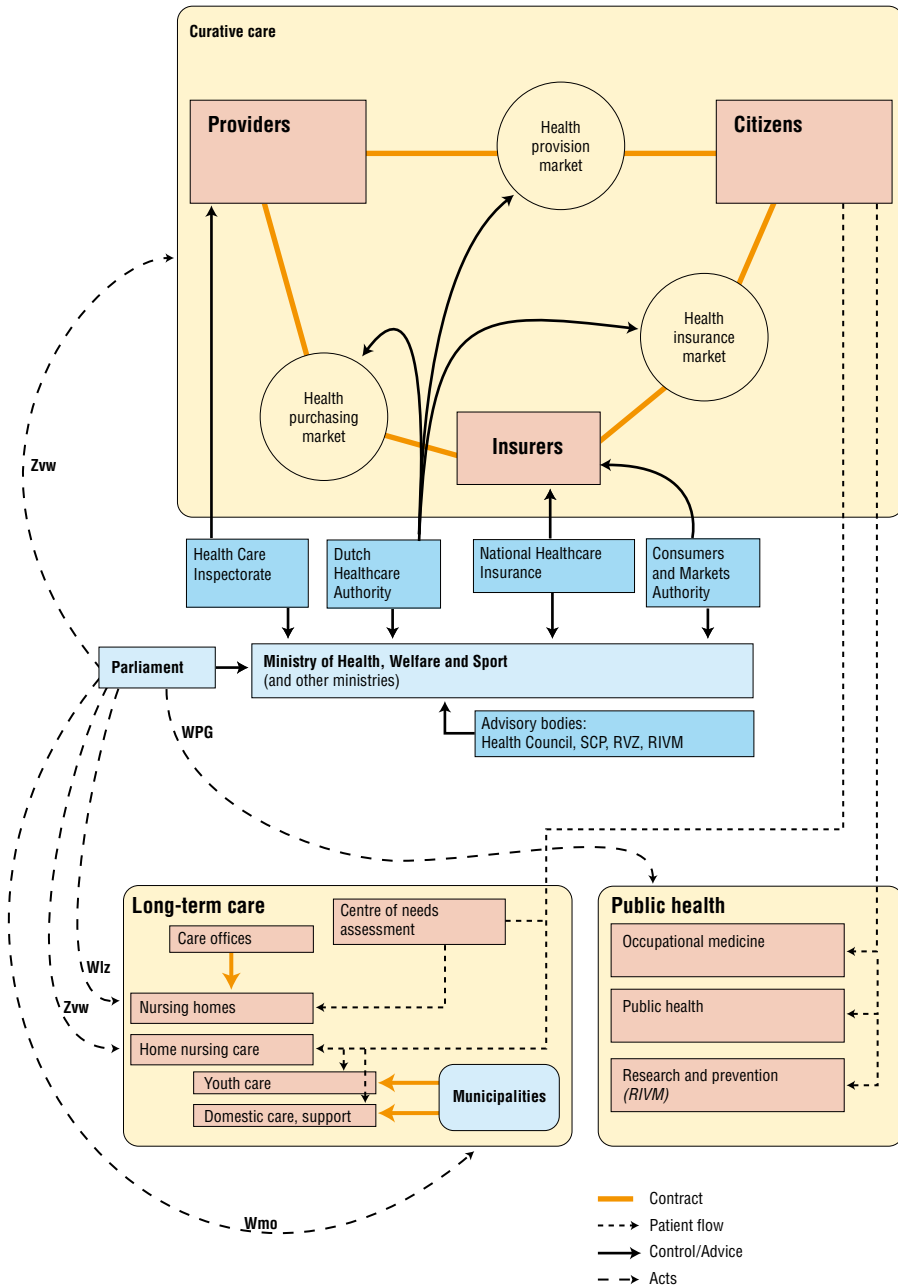 Curative care
Providers
Health
provision
market
Citizens
Health
insurance
market
Health
purchasing
market
Insurers
Zvw
Health Care
Inspectorate
Dutch
Healthcare
Authority
National Healthcare
Insurance
Consumers
and Markets
Authority
Parliament
Ministry of Health, Welfare and Sport
(and other ministries)
WPG
Advisory bodies:
Health Council, SCP, RVZ, RIVM
Long-term care
Centre of needs
assessment
Care offices
Wlz
Nursing homes
Zvw
Home nursing care
Youth care
Domestic care, support
Municipalities
Wmo
Public health
Occupational medicine
Public health
Research and prevention
(RIVM)
Contract
Patient flow
Control/Advice
Acts